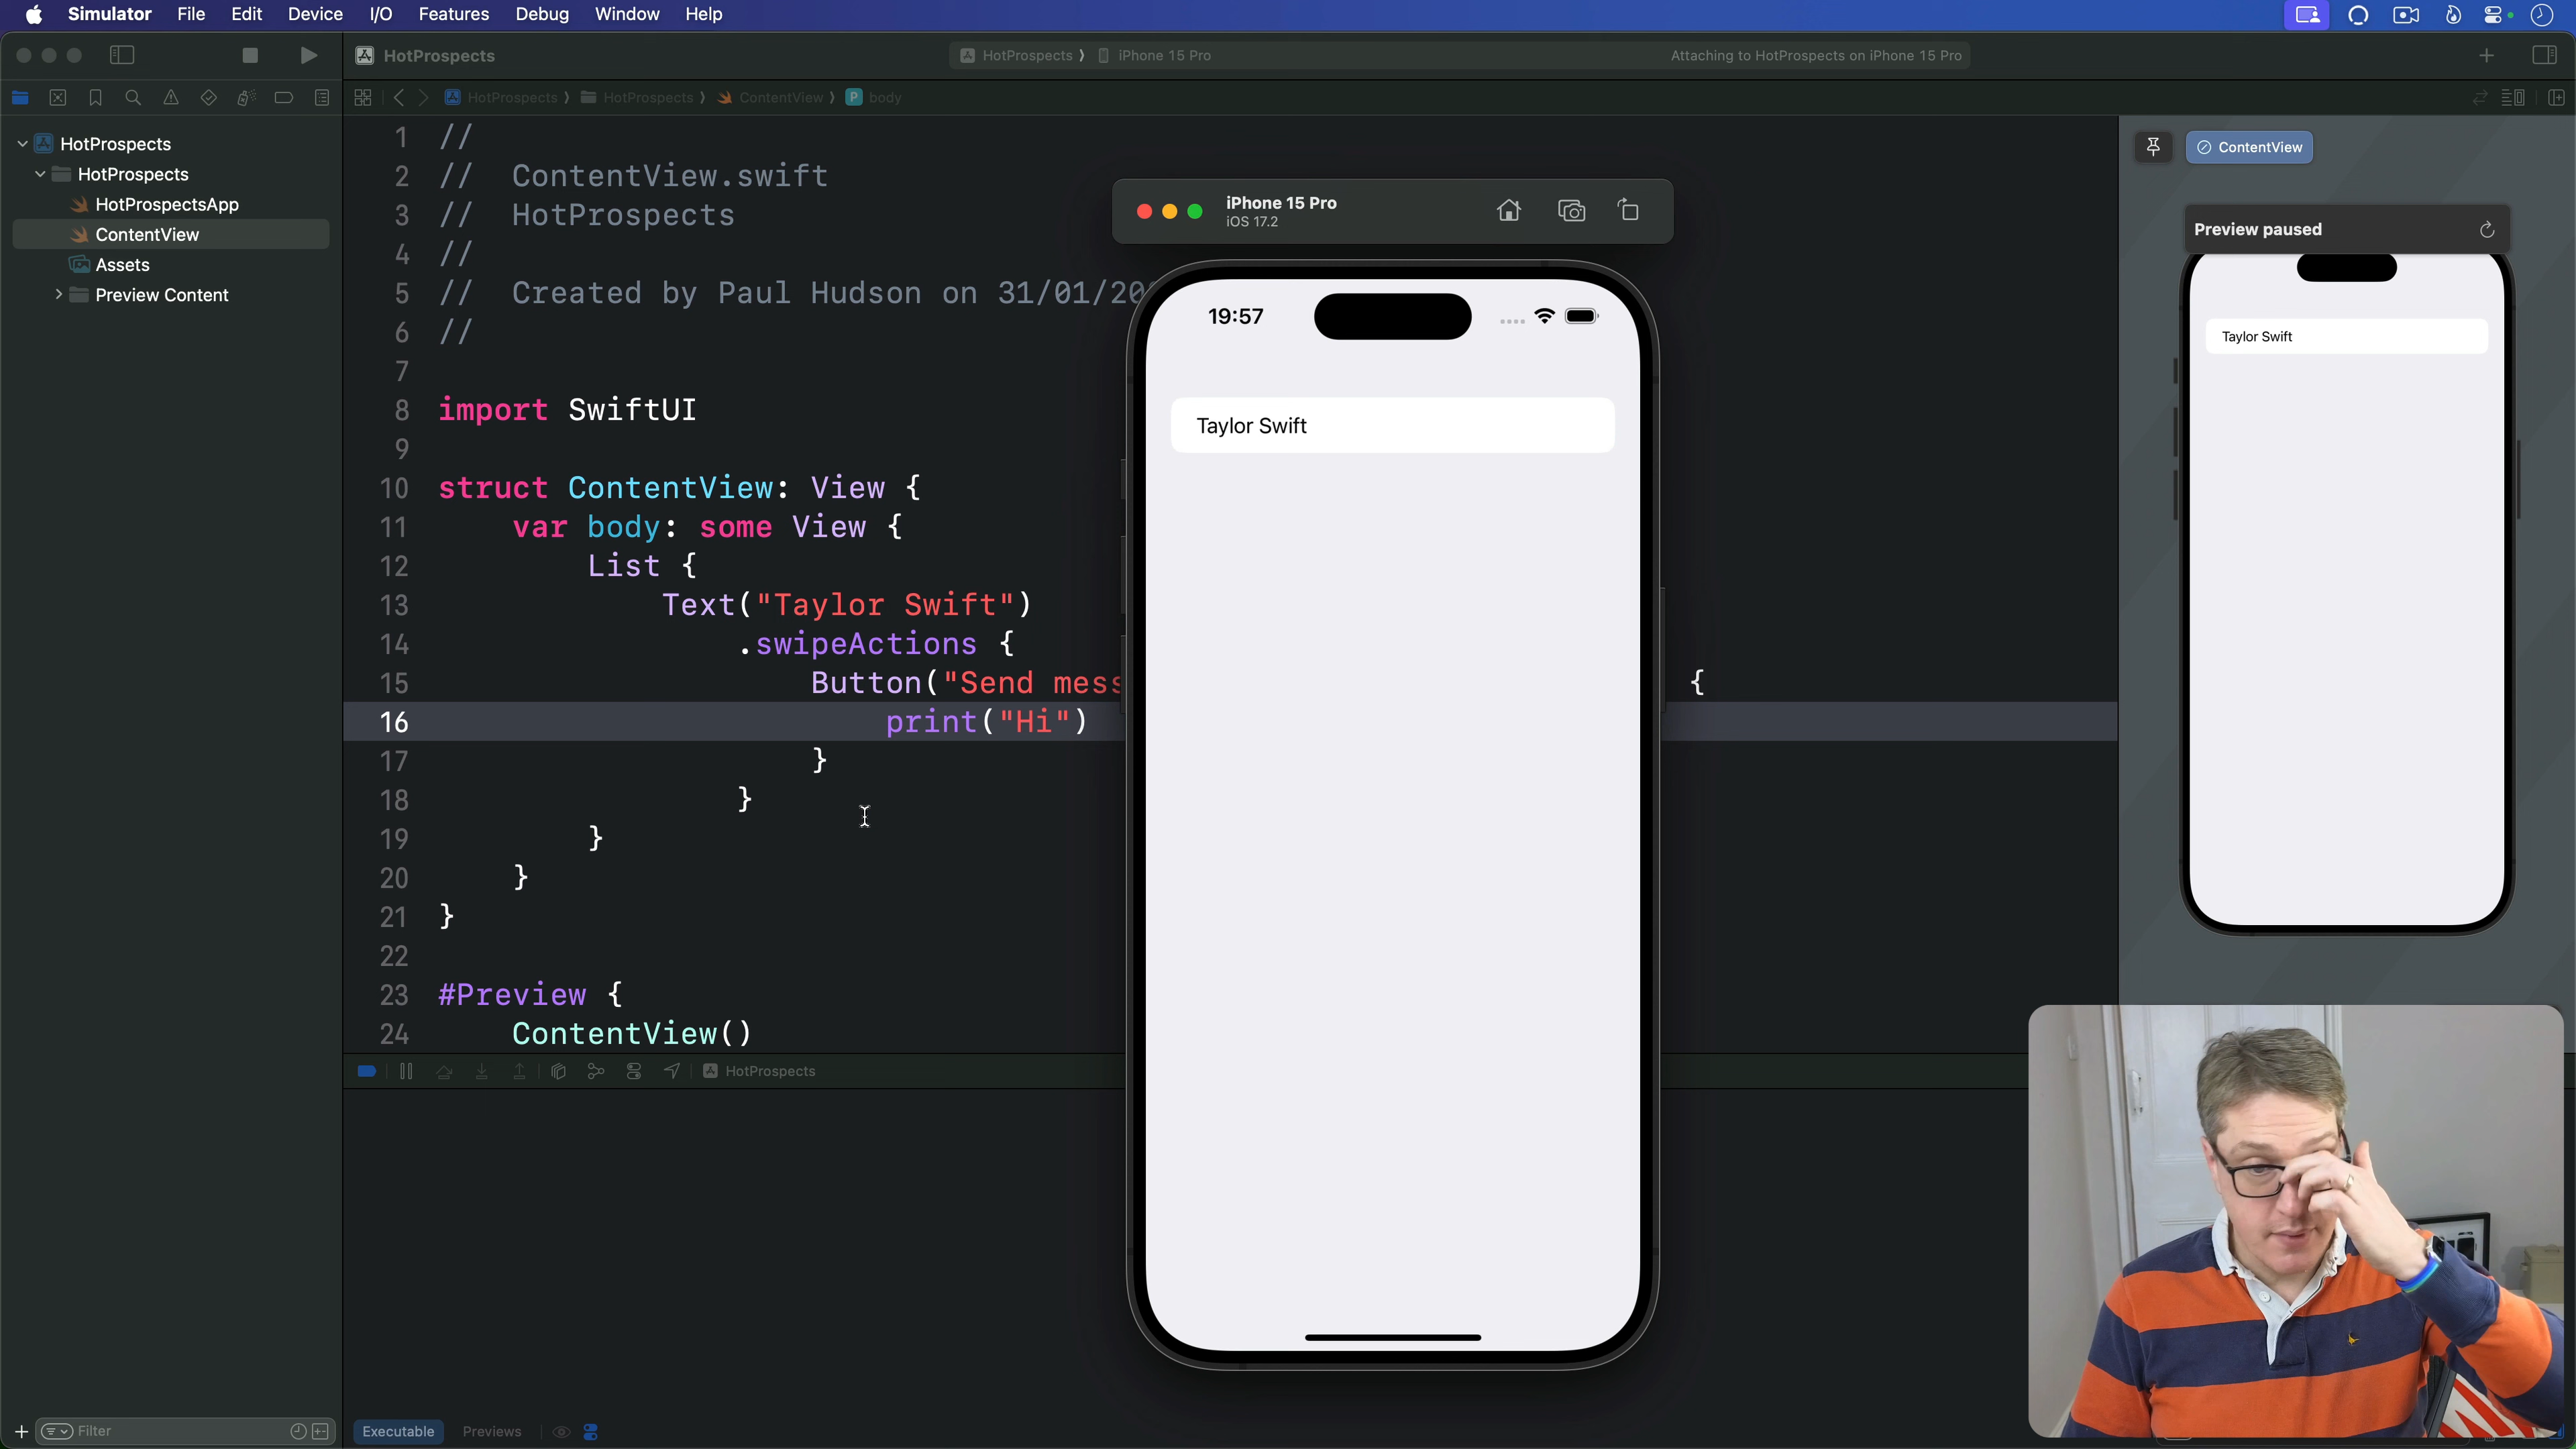 Simulator File Edit Device I/O Features Debug Window Help
HotProspects HotProspects iPhone 15 Pro Attaching to HotProspects on iPhone 15 Pro
HotProspects HotProspects ContentView P body
HotProspects
HotProspects
HotProspectsApp
ContentView
Assets
Preview Content
1 //
2 // ContentView.swift
3 // HotProspects
4 //
5 // Created by Paul Hudson on 31/01/20
6 //
7
8 import SwiftUI
9
10 struct ContentView: View {
11 var body: some View {
12 List {
13 Text("Taylor Swift")
14 .swipeActions {
15 Button("Send mess {
16 print("Hi")
17 }
18 }
19 }
20 }
21 }
22
23 #Preview {
24 ContentView()
iPhone 15 Pro
iOS 17.2
19:57
Taylor Swift
ContentView
Preview paused
Taylor Swift
HotProspects
Filter
Executable Previews